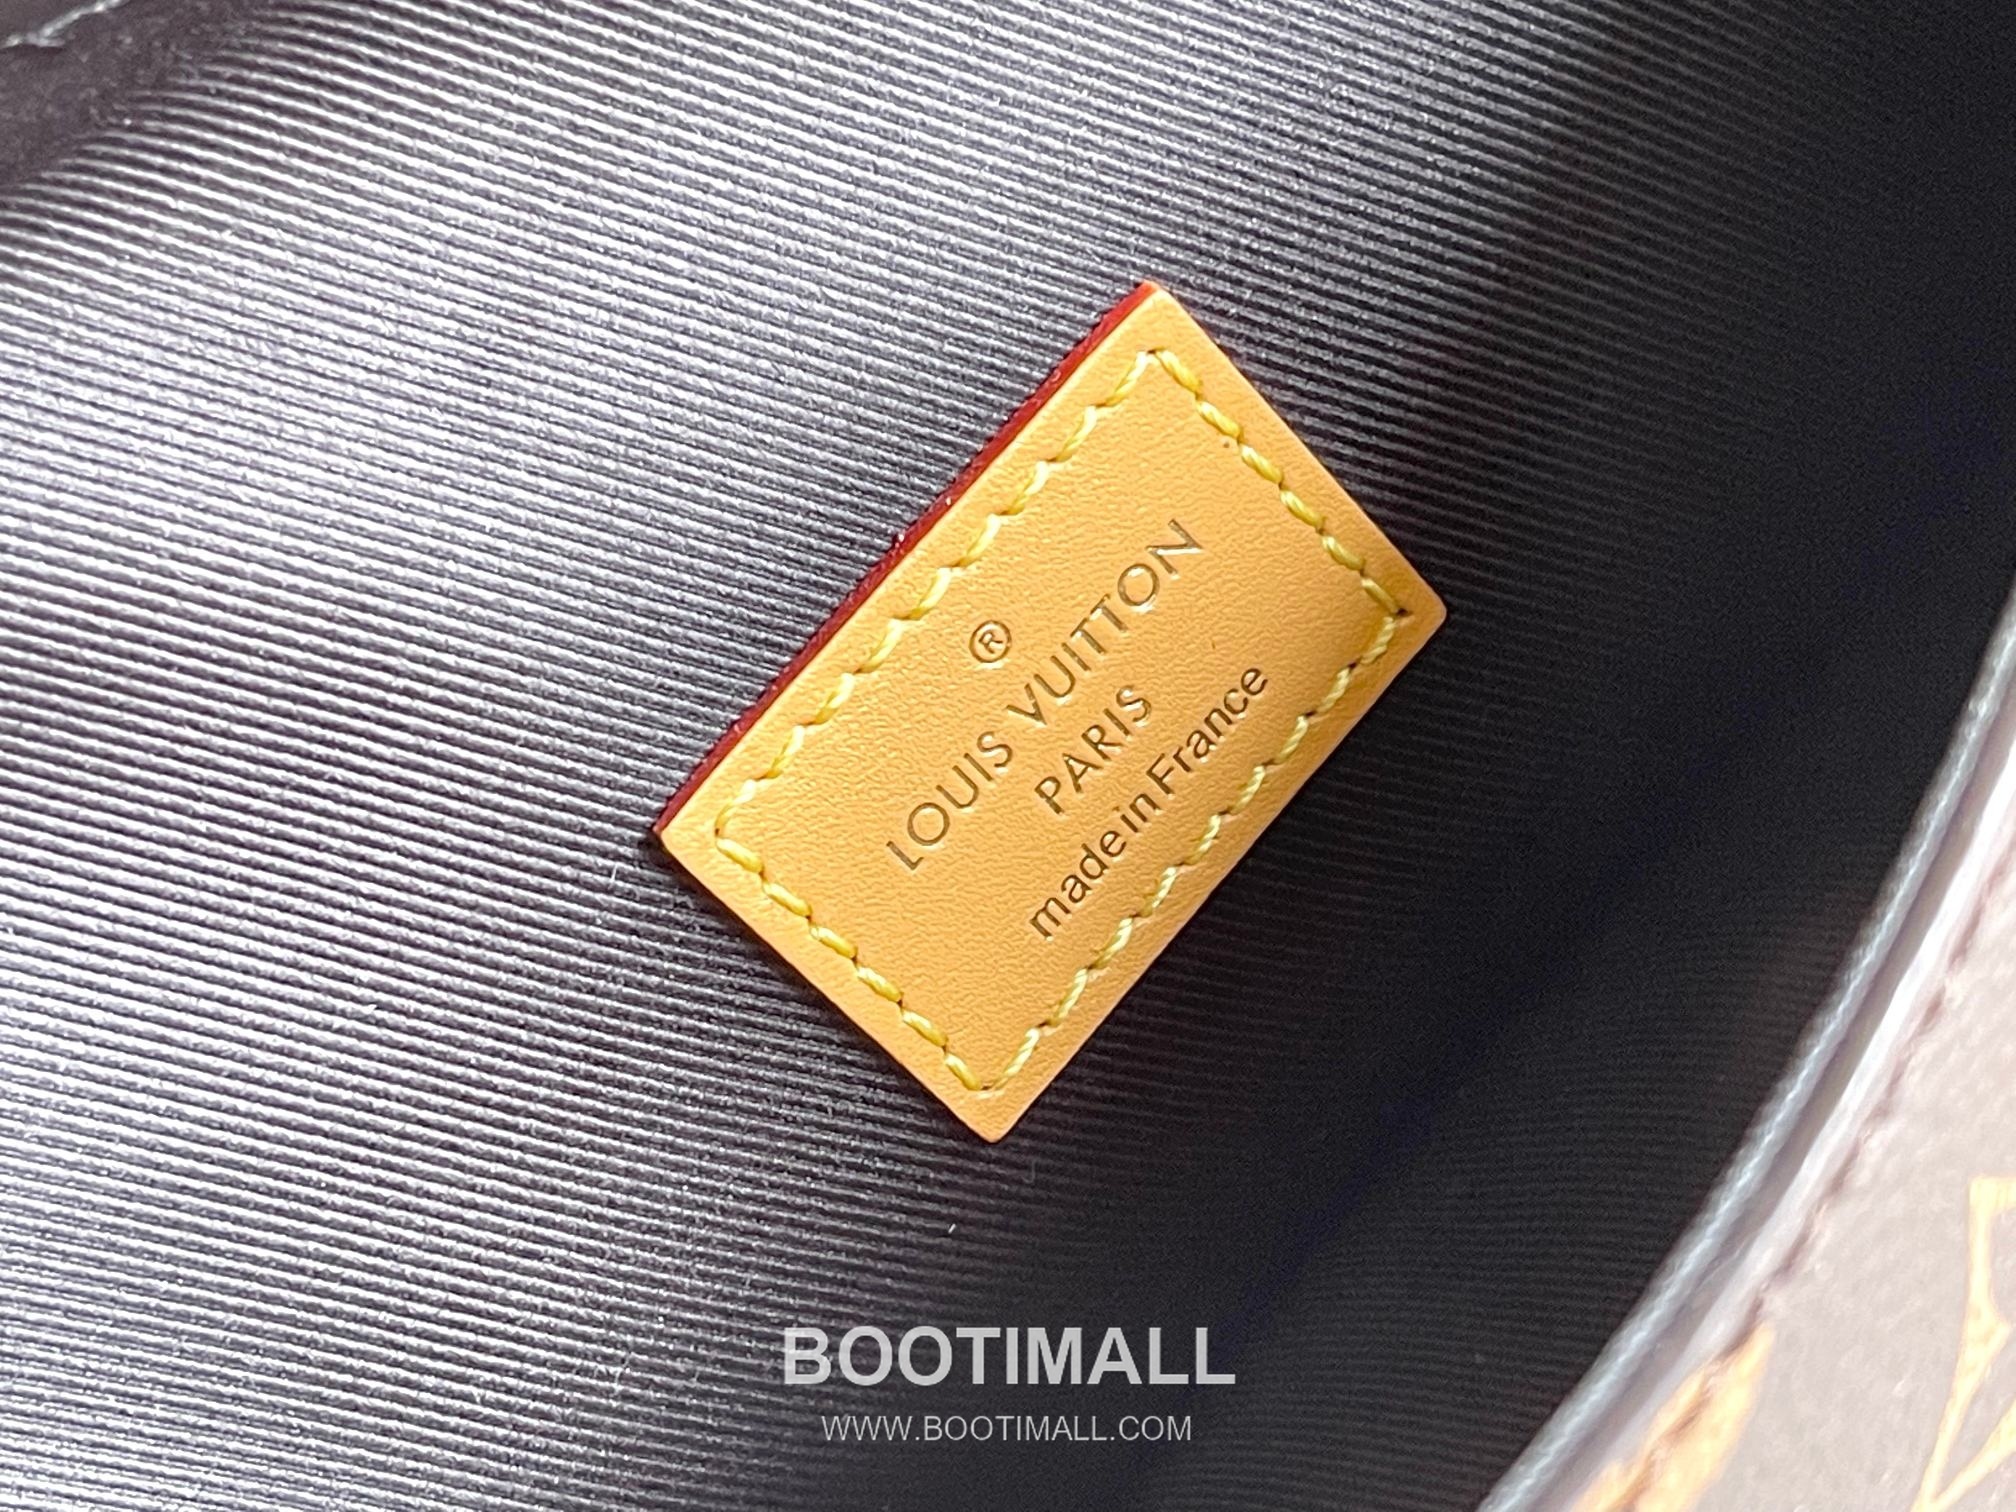 ®
LOUIS VUITTON
PARIS
made in France
BOOTIMALL
WWW.BOOTIMALL.COM